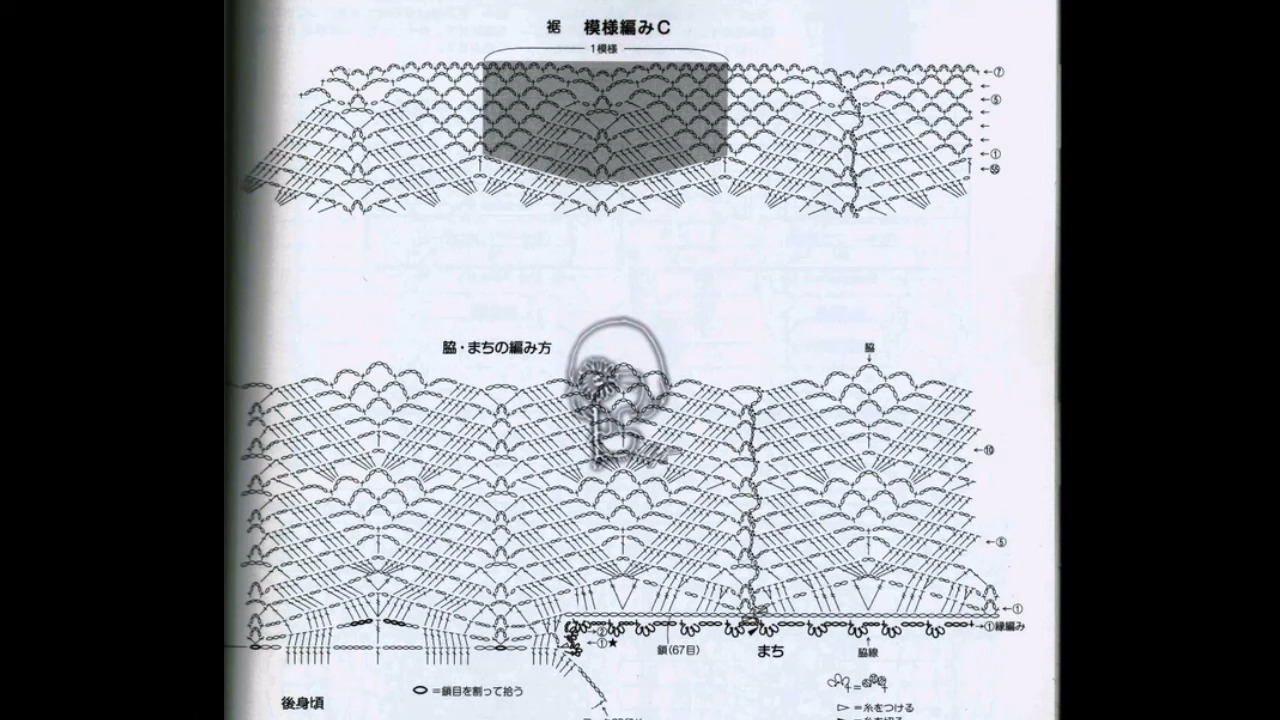 裾 模様編みC
1模様
⑦
⑤
①
脇・まちの編み方
脇
⑩
⑤
①
②
①★
鎖(67目)
まち
脇線
①縁編み
後身頃
=鎖目を割って拾う
=糸をつける